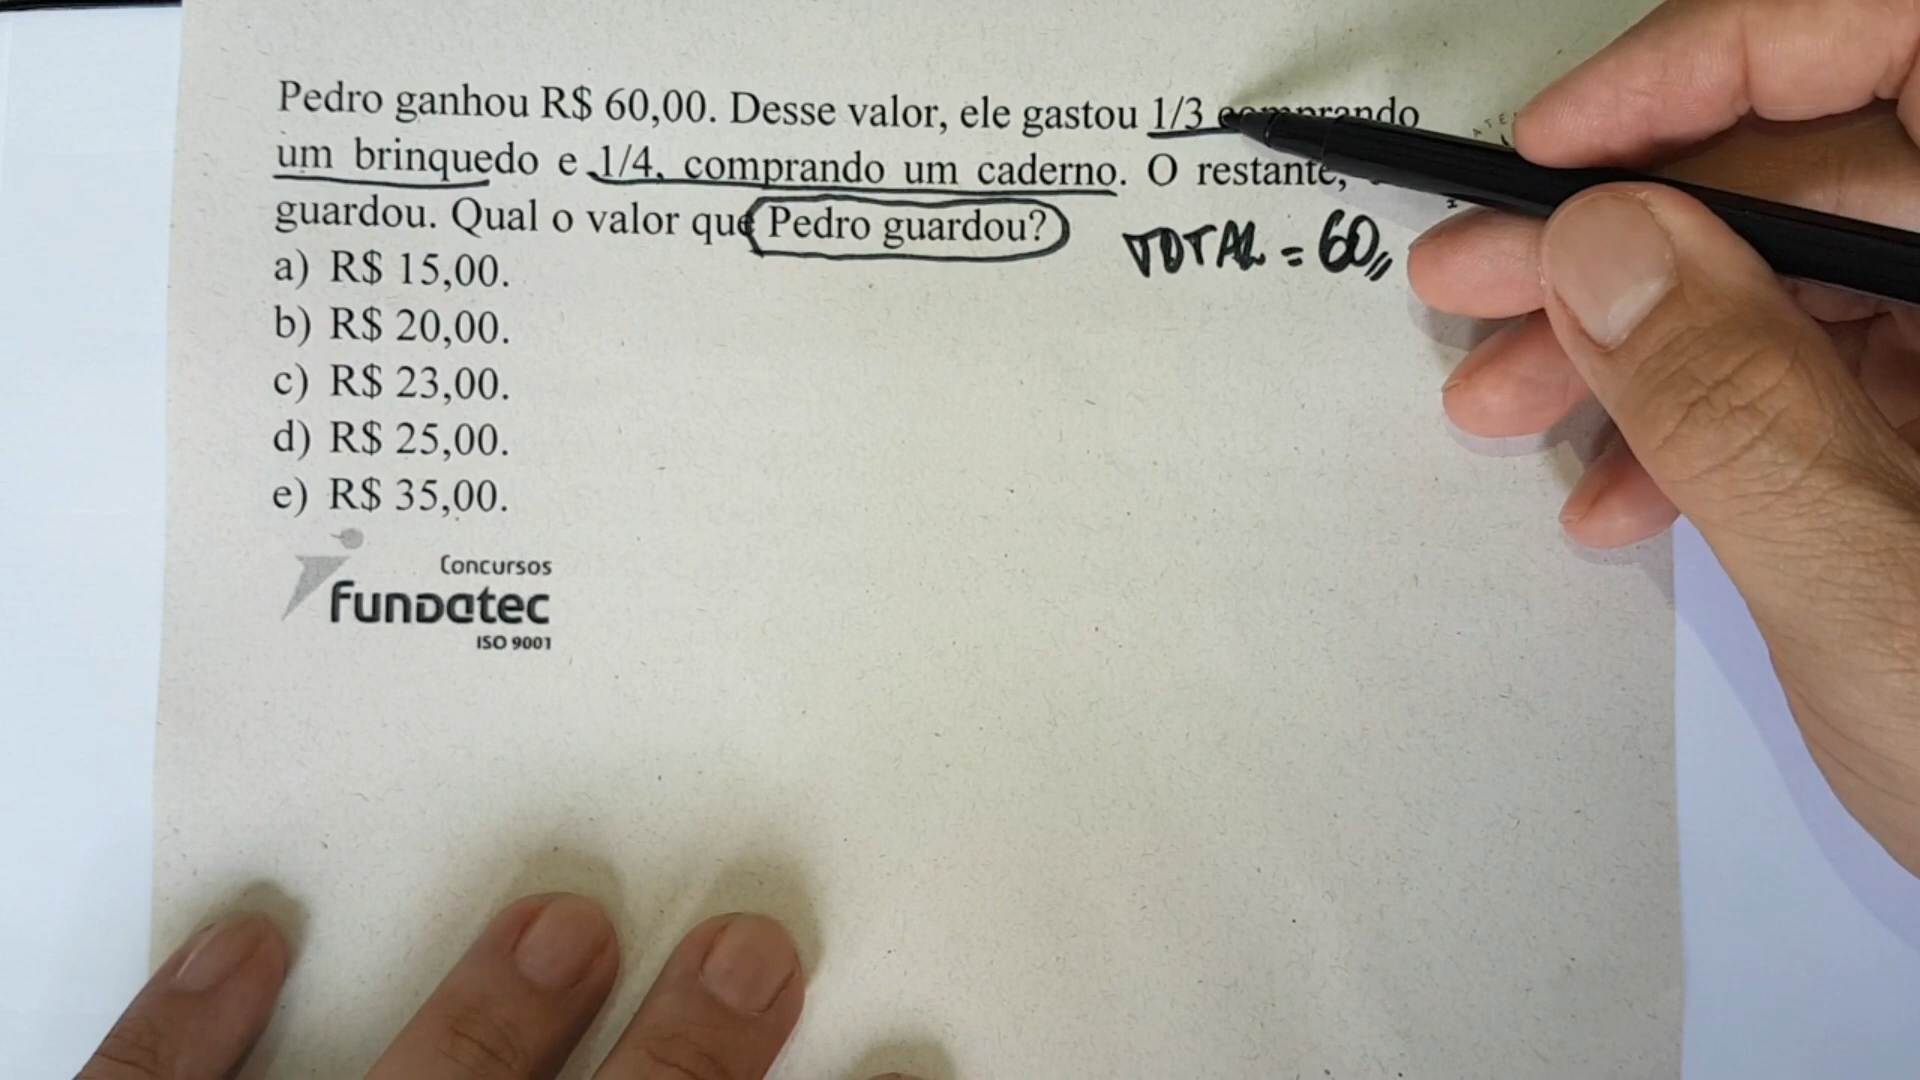 Pedro ganhou R$ 60,00. Desse valor, ele gastou 1/3 comprando
um brinquedo e 1/4, comprando um caderno. O restante,
guardou. Qual o valor que Pedro guardou?
TOTAL = 60,,
a) R$ 15,00.
b) R$ 20,00.
c) R$ 23,00.
d) R$ 25,00.
e) R$ 35,00.
Concursos
Fundatec
ISO 9001